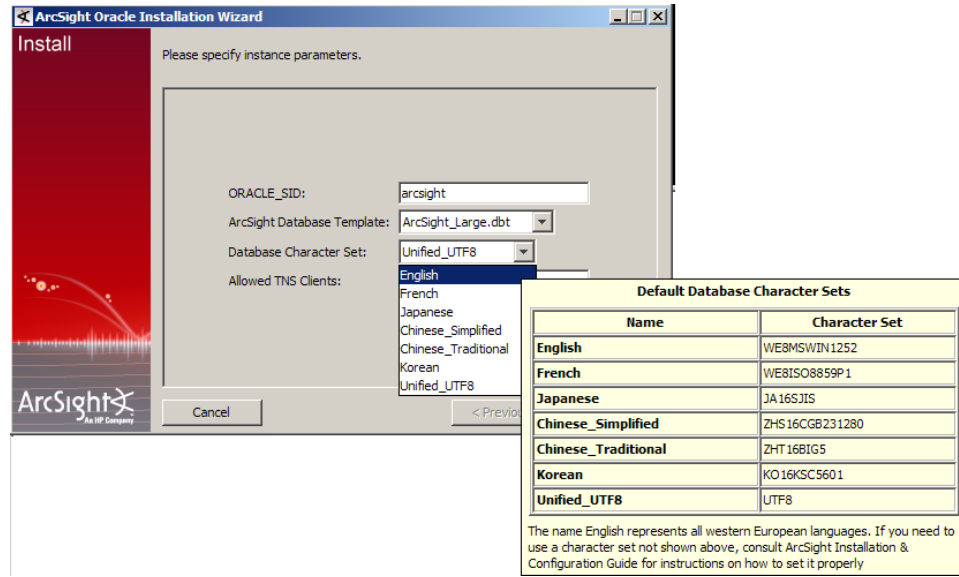 ArcSight Oracle Installation Wizard
Install
Please specify instance parameters.
ORACLE_SID: arcsight
ArcSight Database Template: ArcSight_Large.dbt
Database Character Set: Unified_UTF8
Allowed TNS Clients:
English
French
Japanese
Chinese_Simplified
Chinese_Traditional
Korean
Unified_UTF8
ArcSight
An HP Company
Cancel
< Previou
Default Database Character Sets
Name Character Set
English WE8MSWIN1252
French WE8ISO8859P1
Japanese JA16SJIS
Chinese_Simplified ZHS16CGB231280
Chinese_Traditional ZHT16BIG5
Korean KO16KSC5601
Unified_UTF8 UTF8
The name English represents all western European languages. If you need to
use a character set not shown above, consult ArcSight Installation &
Configuration Guide for instructions on how to set it properly